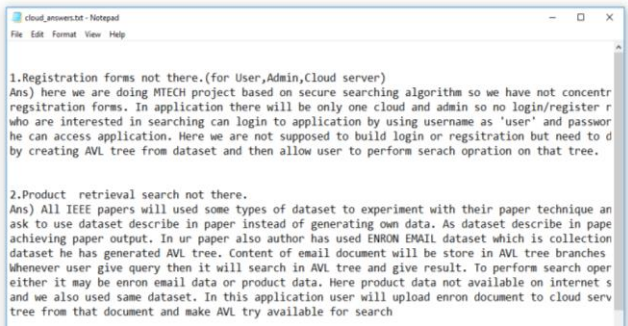 cloud_answers.txt - Notepad
File Edit Format View Help
1.Registration forms not there.(for User,Admin,Cloud server)
Ans) here we are doing MTECH project based on secure searching algorithm so we have not concentr
regsitration forms. In application there will be only one cloud and admin so no login/register r
who are interested in searching can login to application by using username as 'user' and passwor
he can access application. Here we are not supposed to build login or regsitration but need to d
by creating AVL tree from dataset and then allow user to perform serach opration on that tree.
2.Product retrieval search not there.
Ans) All IEEE papers will used some types of dataset to experiment with their paper technique an
ask to use dataset describe in paper instead of generating own data. As dataset describe in pape
achieving paper output. In ur paper also author has used ENRON EMAIL dataset which is collection
dataset he has generated AVL tree. Content of email document will be store in AVL tree branches
Whenever user give query then it will search in AVL tree and give result. To perform search oper
either it may be enron email data or product data. Here product data not available on internet s
and we also used same dataset. In this application user will upload enron document to cloud serv
tree from that document and make AVL try available for search